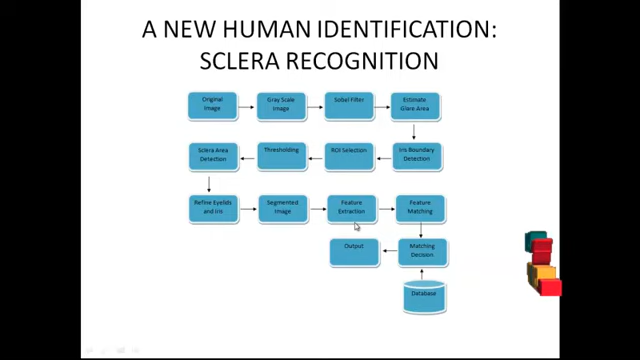 A NEW HUMAN IDENTIFICATION:
SCLERA RECOGNITION
Original
Image
Gray Scale
Image
Sobel Filter
Estimate
Glare Area
Iris Boundary
Detection
ROI Selection
Thresholding
Sclera Area
Detection
Refine Eyelids
and Iris
Segmented
Image
Feature
Extraction
Feature
Matching
Matching
Decision
Output
Database